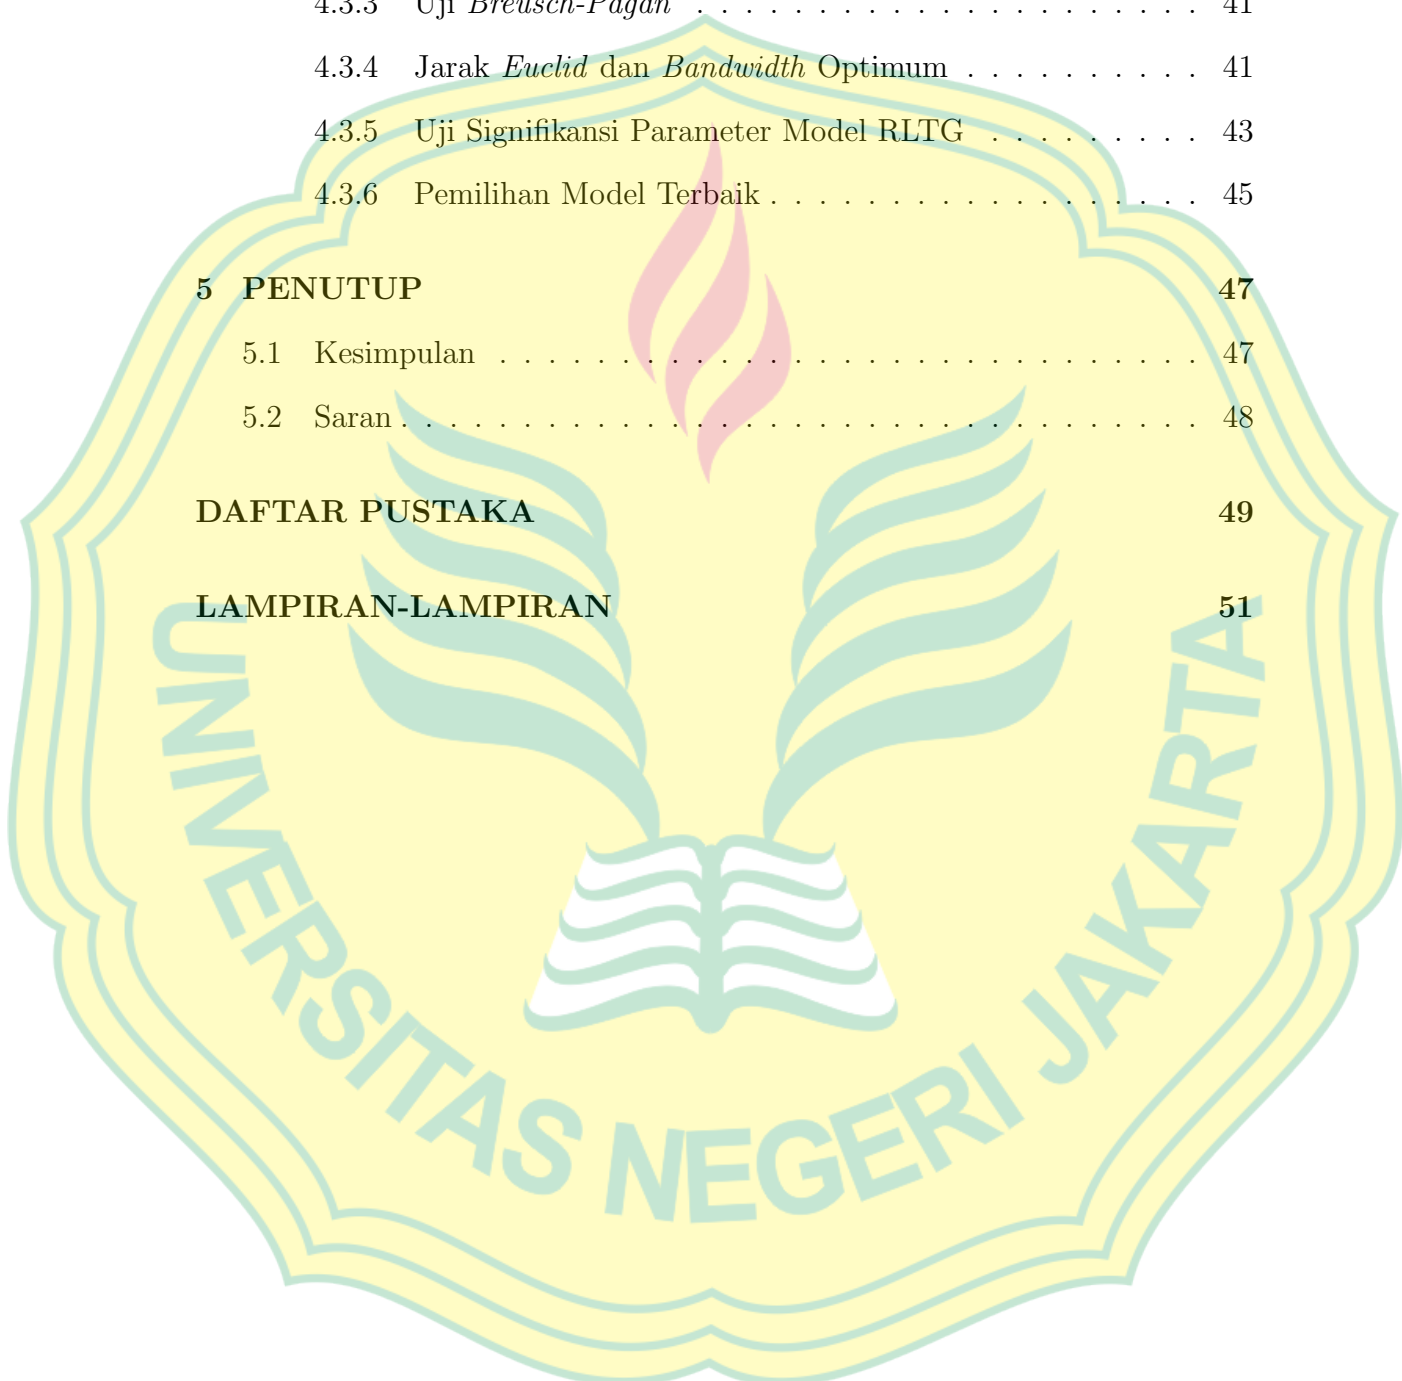 4.3.3 Uji Breusch-Pagan . . . . . . . . . . . . . . . . . . . . . 41
4.3.4 Jarak Euclid dan Bandwidth Optimum . . . . . . . . . . 41
4.3.5 Uji Signifikansi Parameter Model RLTG . . . . . . . . . 43
4.3.6 Pemilihan Model Terbaik . . . . . . . . . . . . . . . . . . 45
5 PENUTUP 47
5.1 Kesimpulan . . . . . . . . . . . . . . . . . . . . . . . . . . . . . 47
5.2 Saran . . . . . . . . . . . . . . . . . . . . . . . . . . . . . . . . . 48
DAFTAR PUSTAKA 49
LAMPIRAN-LAMPIRAN 51
UNIVERSITAS NEGERI JAKARTA